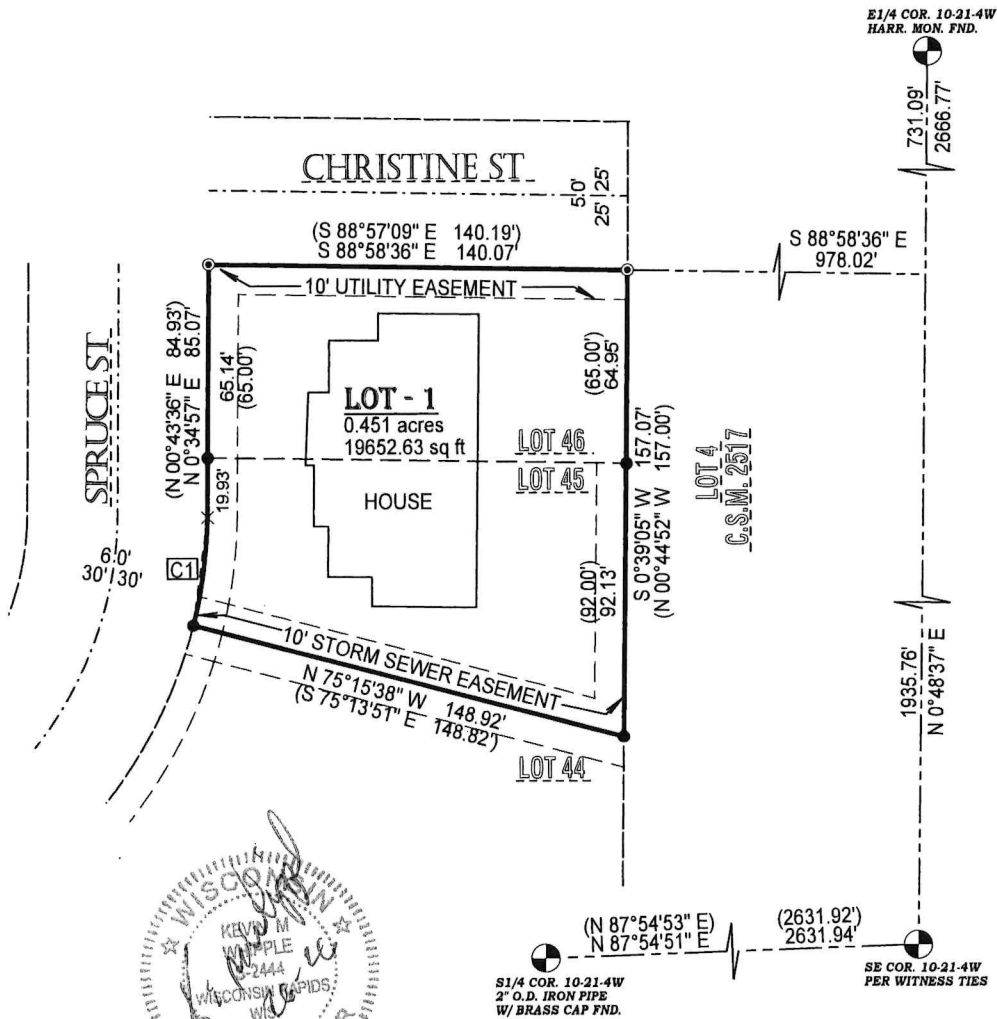 E1/4 COR. 10-21-4W
HARR. MON. FND.
731.09'
2666.77'
CHRISTINE ST
5.0'
25' 25'
(S 88°57'09" E 140.19')
S 88°58'36" E 140.07'
S 88°58'36" E
978.02'
10' UTILITY EASEMENT
SPRUCE ST
(N 00°43'36" E 84.93')
N 0°34'57" E 85.07'
65.14'
(65.00')
(65.00')
64.95'
LOT - 1
0.451 acres
19652.63 sq ft
LOT 46
LOT 45
HOUSE
157.07'
S 0°39'05" W
(N 00°44'52" W 157.00')
LOT 4
C.S.M. 2517
19.93'
6.0'
30' 30'
C1
(92.00')
92.13'
10' STORM SEWER EASEMENT
N 75°15'38" W 148.92'
(S 75°13'51" E 148.82')
LOT 44
1935.76'
N 0°48'37" E
WISCONSIN
KEVIN M
WHIPPLE
S-2444
WISCONSIN RAPIDS,
WIS
(N 87°54'53" E) (2631.92')
N 87°54'51" E 2631.94'
S1/4 COR. 10-21-4W
2" O.D. IRON PIPE
W/ BRASS CAP FND.
SE COR. 10-21-4W
PER WITNESS TIES